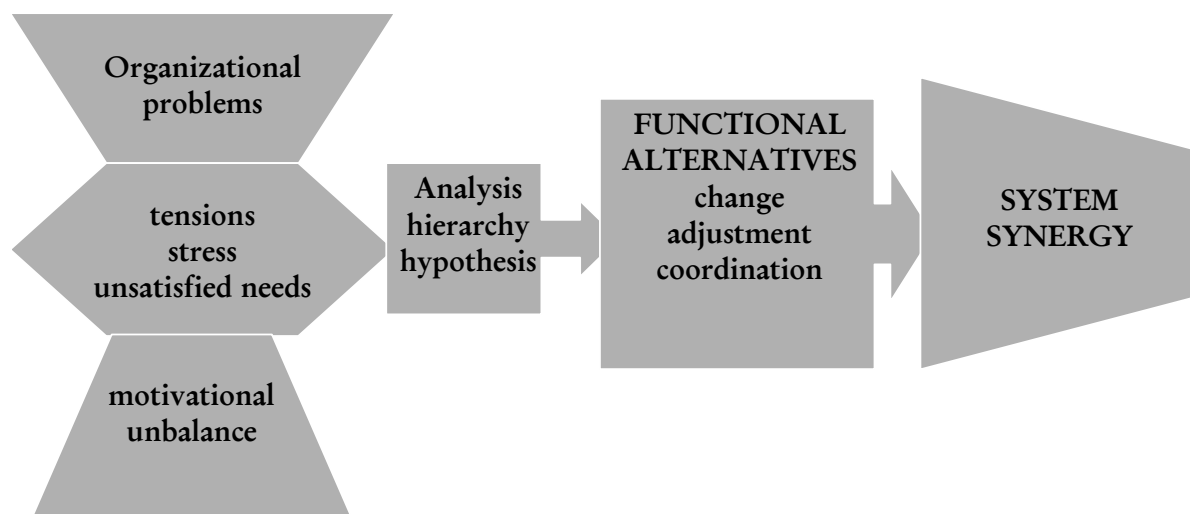 Organizational
problems
tensions
stress
unsatisfied needs
motivational
unbalance
Analysis
hierarchy
hypothesis
FUNCTIONAL
ALTERNATIVES
change
adjustment
coordination
SYSTEM
SYNERGY